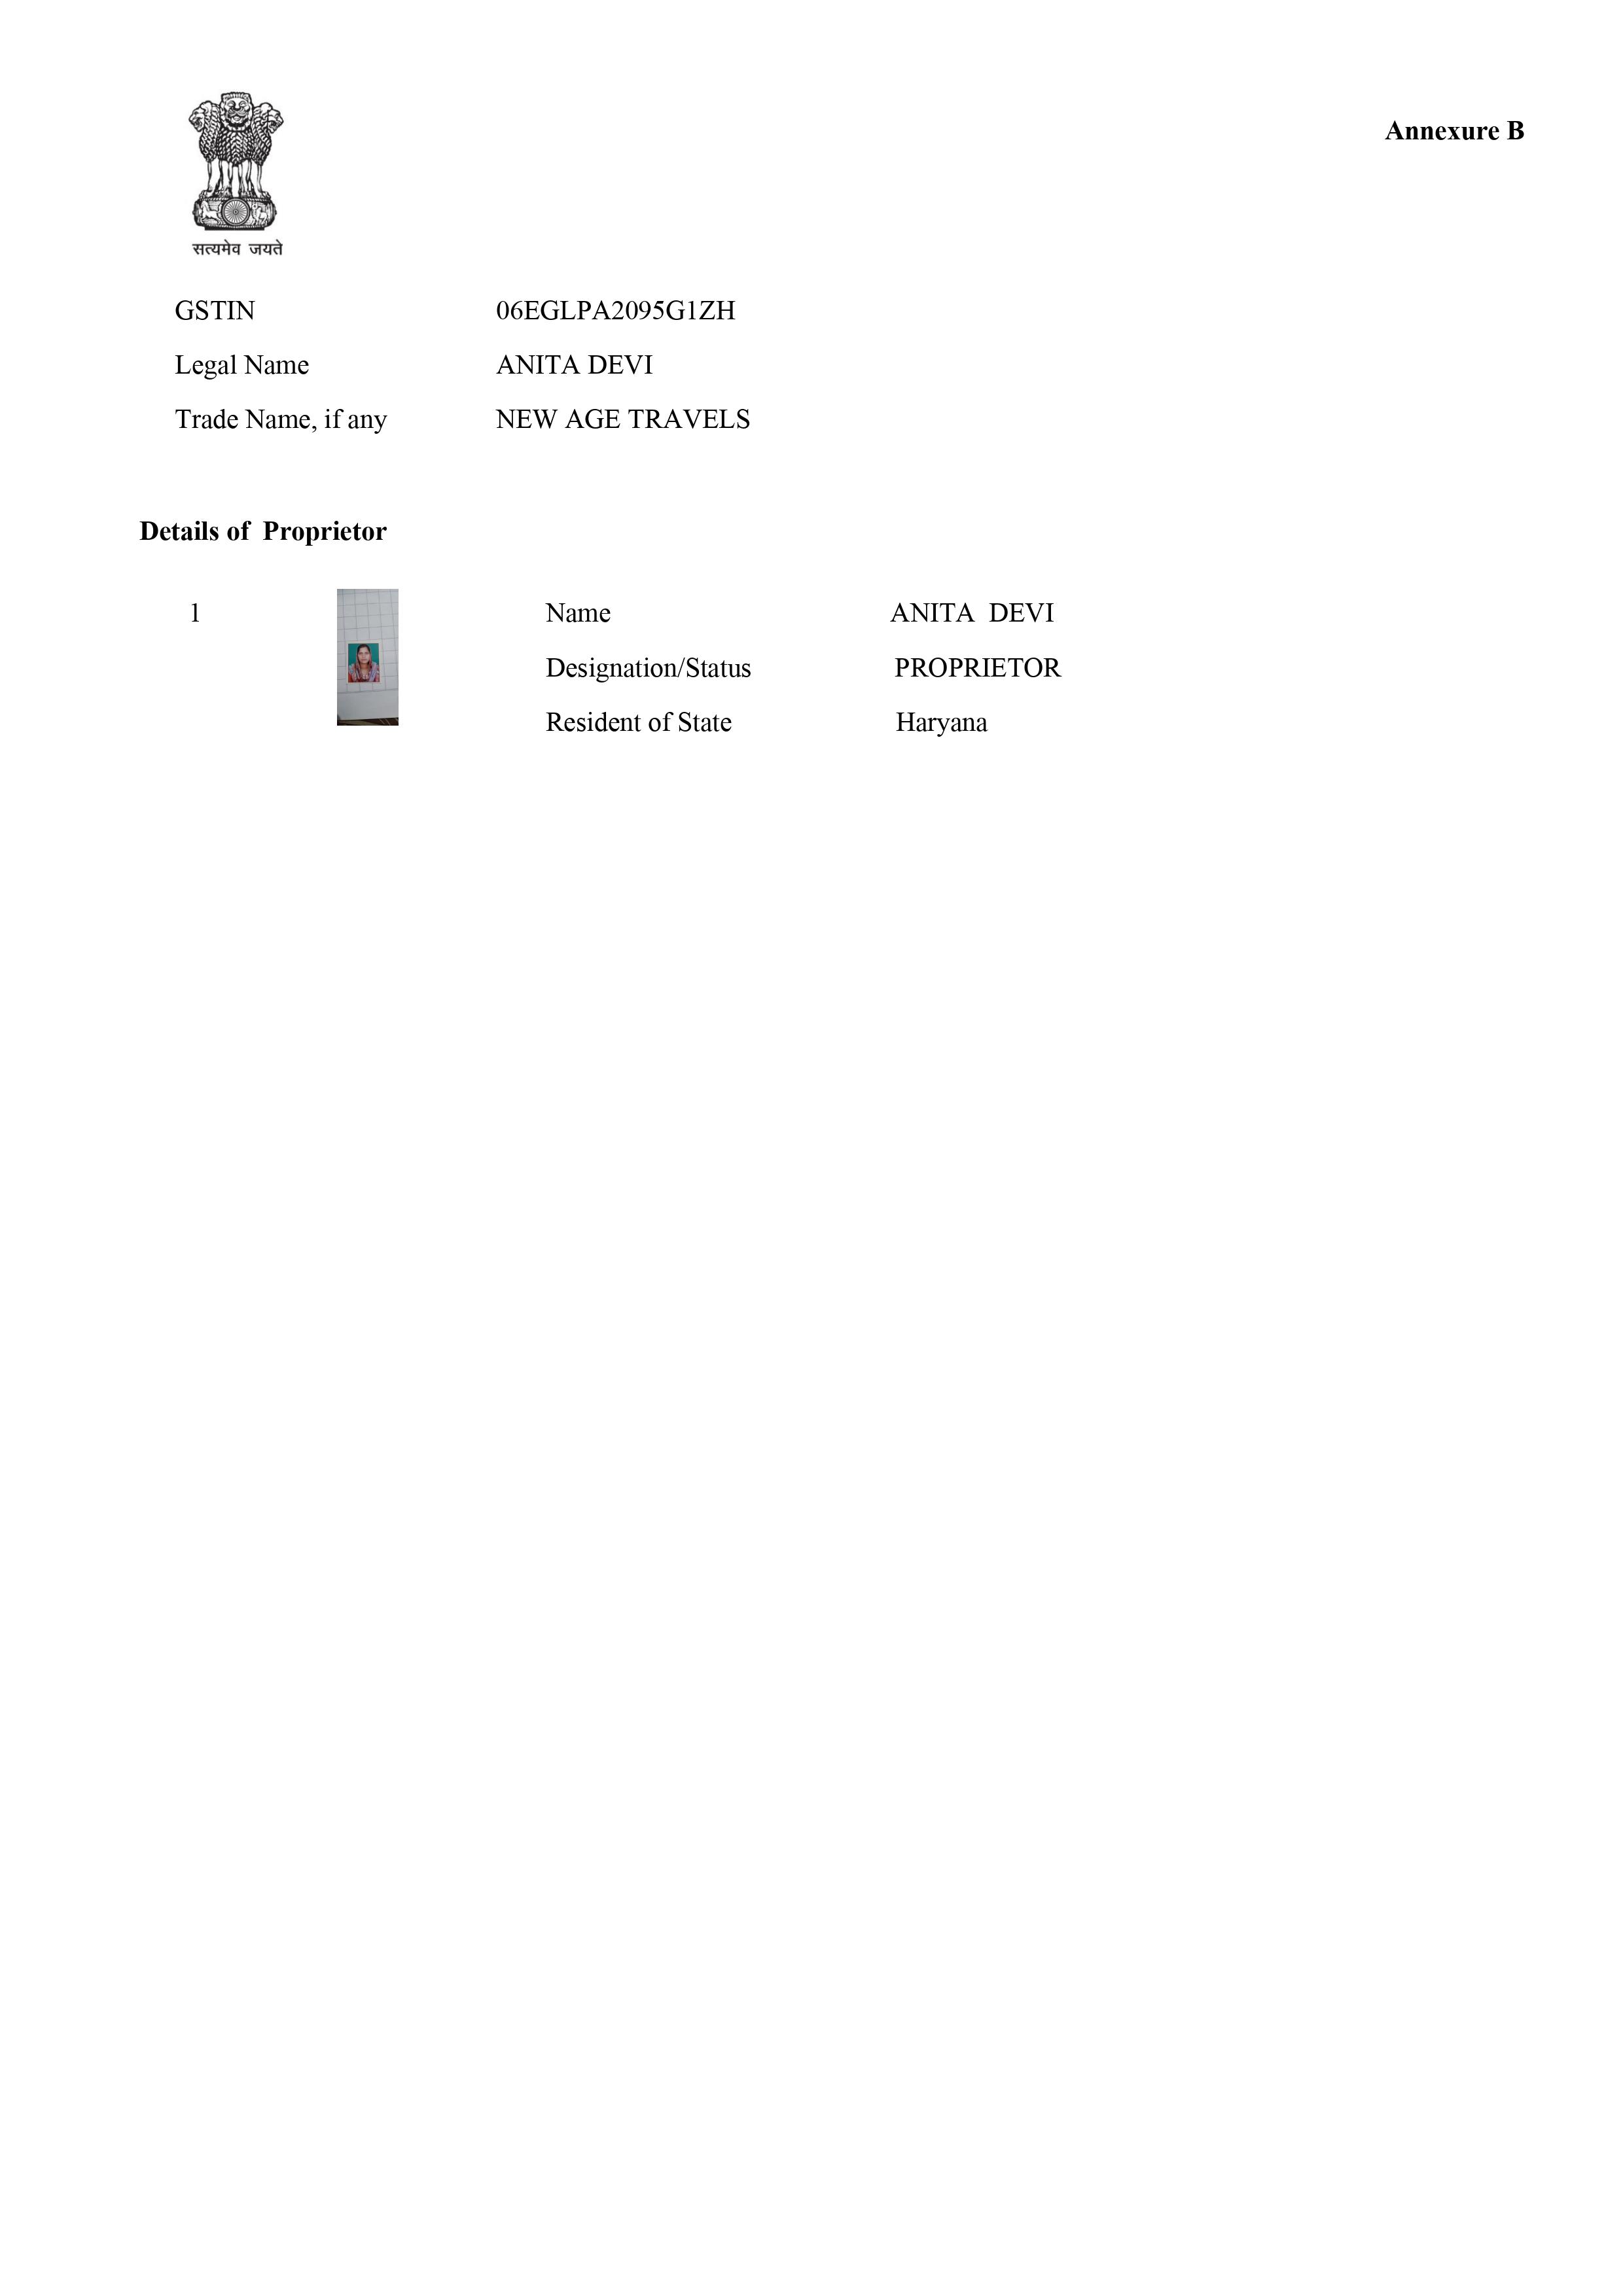 Annexure B
सत्यमेव जयते
GSTIN 06EGLPA2095G1ZH
Legal Name ANITA DEVI
Trade Name, if any NEW AGE TRAVELS
Details of Proprietor
1 Name ANITA DEVI
Designation/Status PROPRIETOR
Resident of State Haryana